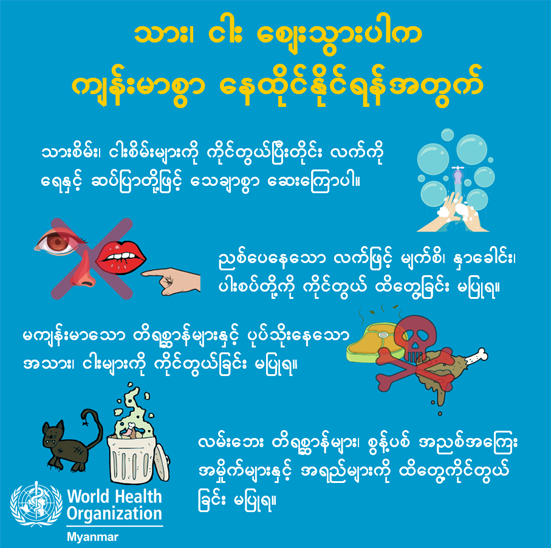 သား၊ ငါး ဈေးသွားပါက
ကျန်းမာစွာ နေထိုင်နိုင်ရန်အတွက်
သားစိမ်း၊ ငါးစိမ်းများကို ကိုင်တွယ်ပြီးတိုင်း လက်ကို
ရေနှင့် ဆပ်ပြာတို့ဖြင့် သေချာစွာ ဆေးကြောပါ။
ညစ်ပေနေသော လက်ဖြင့် မျက်စိ၊ နှာခေါင်း၊
ပါးစပ်တို့ကို ကိုင်တွယ် ထိတွေ့ခြင်း မပြုရ။
မကျန်းမာသော တိရစ္ဆာန်များနှင့် ပုပ်သိုးနေသော
အသား၊ ငါးများကို ကိုင်တွယ်ခြင်း မပြုရ။
လမ်းဘေး တိရစ္ဆာန်များ၊ စွန့်ပစ် အညစ်အကြေး
အမှိုက်များနှင့် အရည်များကို ထိတွေ့ကိုင်တွယ်
ခြင်း မပြုရ။
World Health
Organization
Myanmar